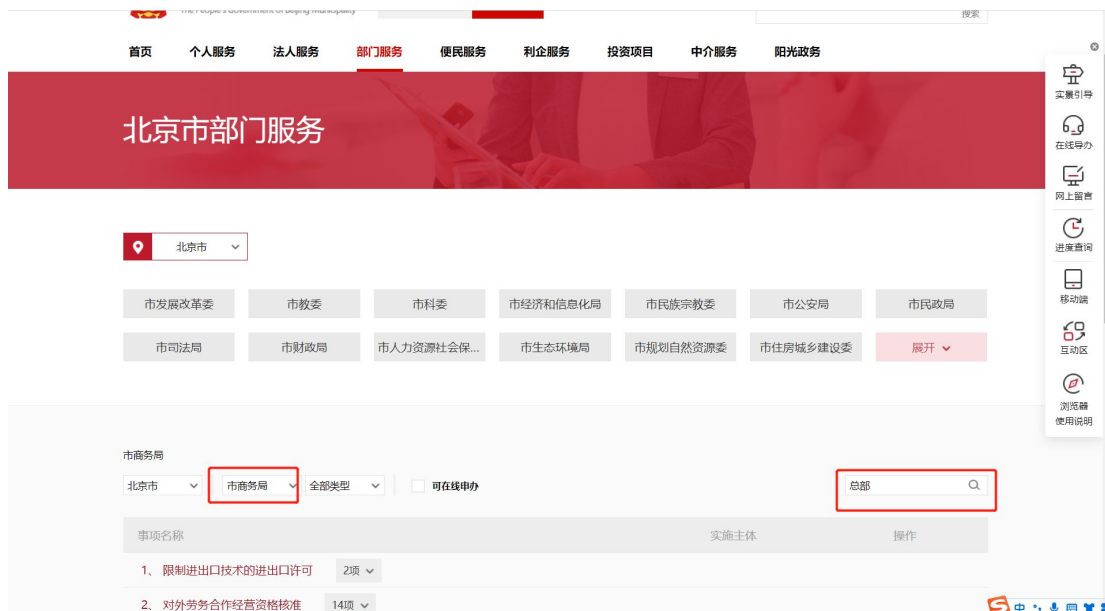 The People's Government of Beijing Municipality
搜索
首页 个人服务 法人服务 部门服务 便民服务 利企服务 投资项目 中介服务 阳光政务
北京市部门服务
实景引导
在线导办
网上留言
进度查询
移动端
互动区
浏览器
使用说明
北京市
市发展改革委 市教委 市科委 市经济和信息化局 市民族宗教委 市公安局 市民政局
市司法局 市财政局 市人力资源社会保... 市生态环境局 市规划自然资源委 市住房城乡建设委 展开
市商务局
北京市 市商务局 全部类型 可在线申办 总部
事项名称 实施主体 操作
1、 限制进出口技术的进出口许可 2项
2、 对外劳务合作经营资格核准 14项
中